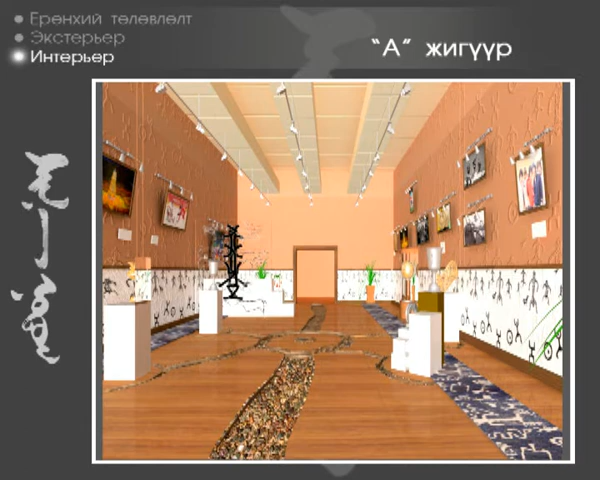 Ерөнхий төлөвлөлт
Экстерьер
Интерьер
"А" жигүүр